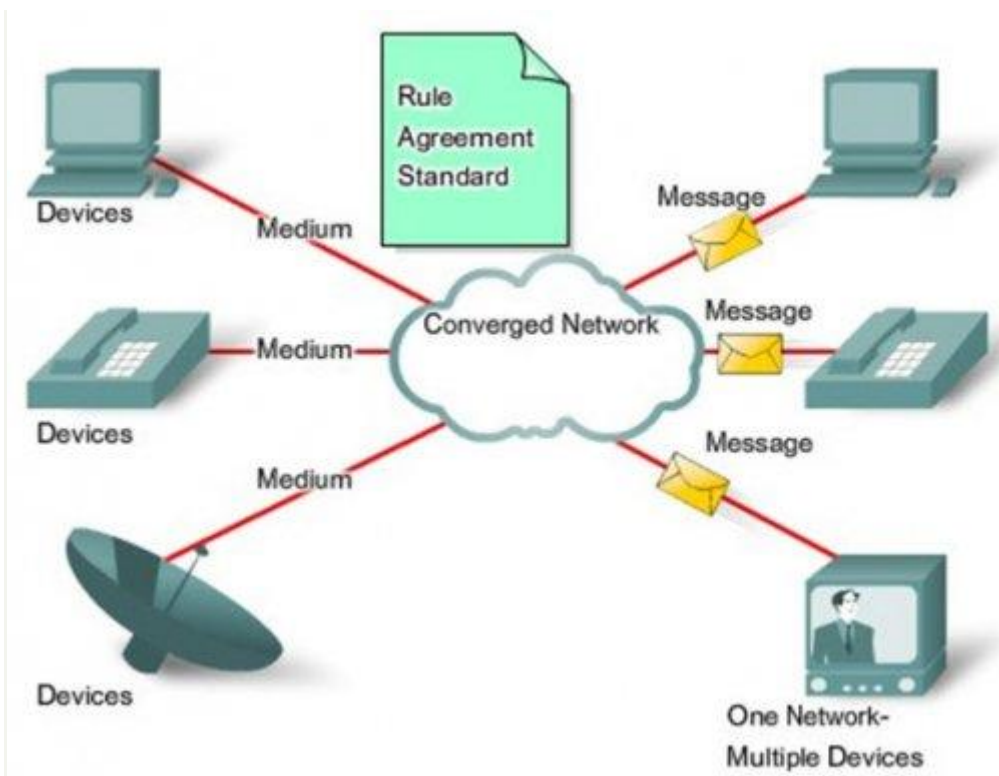 Rule
Agreement
Standard
Devices
Medium
Message
Converged Network
Message
Medium
Devices
Message
Medium
Devices
One Network-
Multiple Devices